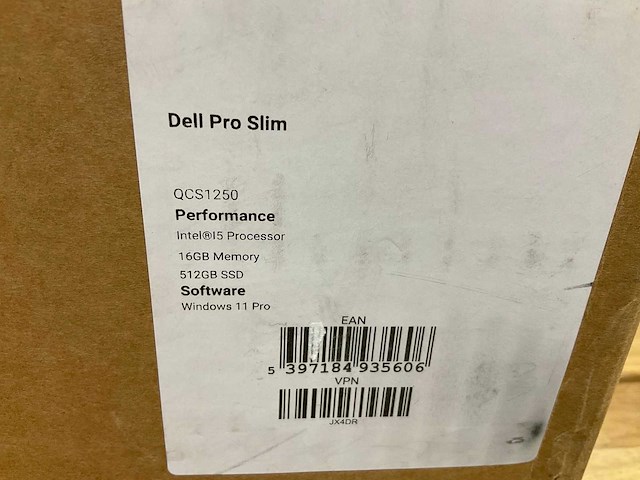 Dell Pro Slim
QCS1250
Performance
Intel®I5 Processor
16GB Memory
512GB SSD
Software
Windows 11 Pro
EAN
5 397184 935606
VPN
JX4DR